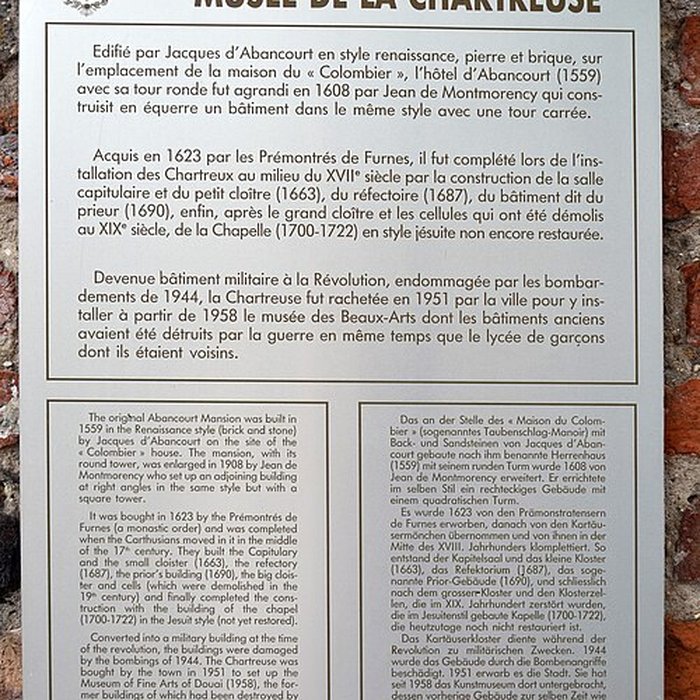 MUSÉE DE LA CHARTREUSE
Edifié par Jacques d'Abancourt en style renaissance, pierre et brique, sur
l'emplacement de la maison du « Colombier », l'hôtel d'Abancourt (1559)
avec sa tour ronde fut agrandi en 1608 par Jean de Montmorency qui cons-
truisit en équerre un bâtiment dans le même style avec une tour carrée.
Acquis en 1623 par les Prémontrés de Furnes, il fut complété lors de l'ins-
tallation des Chartreux au milieu du XVIIe siècle par la construction de la salle
capitulaire et du petit cloître (1663), du réfectoire (1687), du bâtiment dit du
prieur (1690), enfin, après le grand cloître et les cellules qui ont été démolis
au XIXe siècle, de la Chapelle (1700-1722) en style jésuite non encore restaurée.
Devenue bâtiment militaire à la Révolution, endommagée par les bombar-
dements de 1944, la Chartreuse fut rachetée en 1951 par la ville pour y ins-
taller à partir de 1958 le musée des Beaux-Arts dont les bâtiments anciens
avaient été détruits par la guerre en même temps que le lycée de garçons
dont ils étaient voisins.
The original Abancourt Mansion was built in
1559 in the Renaissance style (brick and stone)
by Jacques d'Abancourt on the site of the
« Colombier » house. The mansion, with its
round tower, was enlarged in 1908 by Jean de
Montmorency who set up an adjoining building
at right angles in the same style but with a
square tower.
It was bought in 1623 by the Prémontrés de
Furnes (a monastic order) and was completed
when the Carthusians moved in it in the middle
of the 17th century. They built the Capitulary
and the small cloister (1663), the refectory
(1687), the prior's building (1690), the big clois-
ter and cells (which were demolished in the
19th century) and finally completed the cons-
truction with the building of the chapel
(1700-1722) in the Jesuit style (not yet restored).
Converted into a military building at the time
of the revolution, the buildings were damaged
by the bombings of 1944. The Chartreuse was
bought by the town in 1951 to set up the
Museum of Fine Arts of Douai (1958), the for-
mer buildings of which had been destroyed by
Das an der Stelle des « Maison du Colom-
bier » (sogenanntes Taubenschlag-Manoir) mit
Back- und Sandsteinen von Jacques d'Aban-
court gebaute nach ihm benannte Herrenhaus
(1559) mit seinem runden Turm wurde 1608 von
Jean de Montmorency erweitert. Er errichtete
im selben Stil ein rechteckiges Gebäude mit
einem quadratischen Turm.
Es wurde 1623 von den Prämonstratensern
de Furnes erworben, danach von den Kartäu-
sermönchen übernommen und von ihnen in der
Mitte des XVIII. Jahrhunders klomplettiert. So
entstand der Kapitelsaal und das kleine Kloster
(1663), das Refektorium (1687), das soge-
nannte Prior-Gebäude (1690), und schliesslich
nach dem grossen Kloster und den Klosterzel-
len, die im XIX. Jahrhundert zerstört wurden,
die im Jesuitenstil gebaute Kapelle (1700-1722),
die heutzutage noch nicht restauriert ist.
Das Kartäuserkloster diente während der
Revolution zu militärischen Zwecken. 1944
wurde das Gebäude durch die Bombenangriffe
beschädigt. 1951 erwarb es die Stadt. Sie hat
seit 1958 das Kunstmuseum dort untergebracht,
dessen vorherige Gebäude zur selben Zeit wie